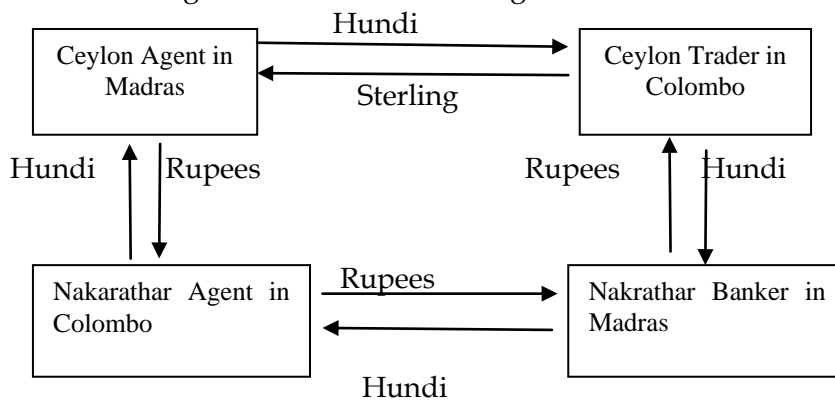 Hundi
Ceylon Agent in
Madras
Ceylon Trader in
Colombo
Sterling
Hundi
Rupees
Rupees
Hundi
Nakarathar Agent in
Colombo
Rupees
Nakrathar Banker in
Madras
Hundi